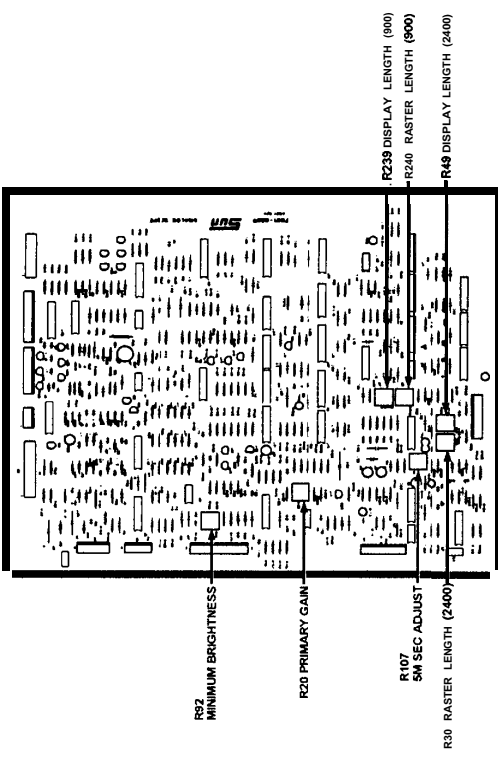 R239 DISPLAY LENGTH (900)
R240 RASTER LENGTH (900)
R49 DISPLAY LENGTH (2400)
Sun
R92
MINIMUM BRIGHTNESS
R20 PRIMARY GAIN
R107
5M SEC ADJUST
R30 RASTER LENGTH (2400)